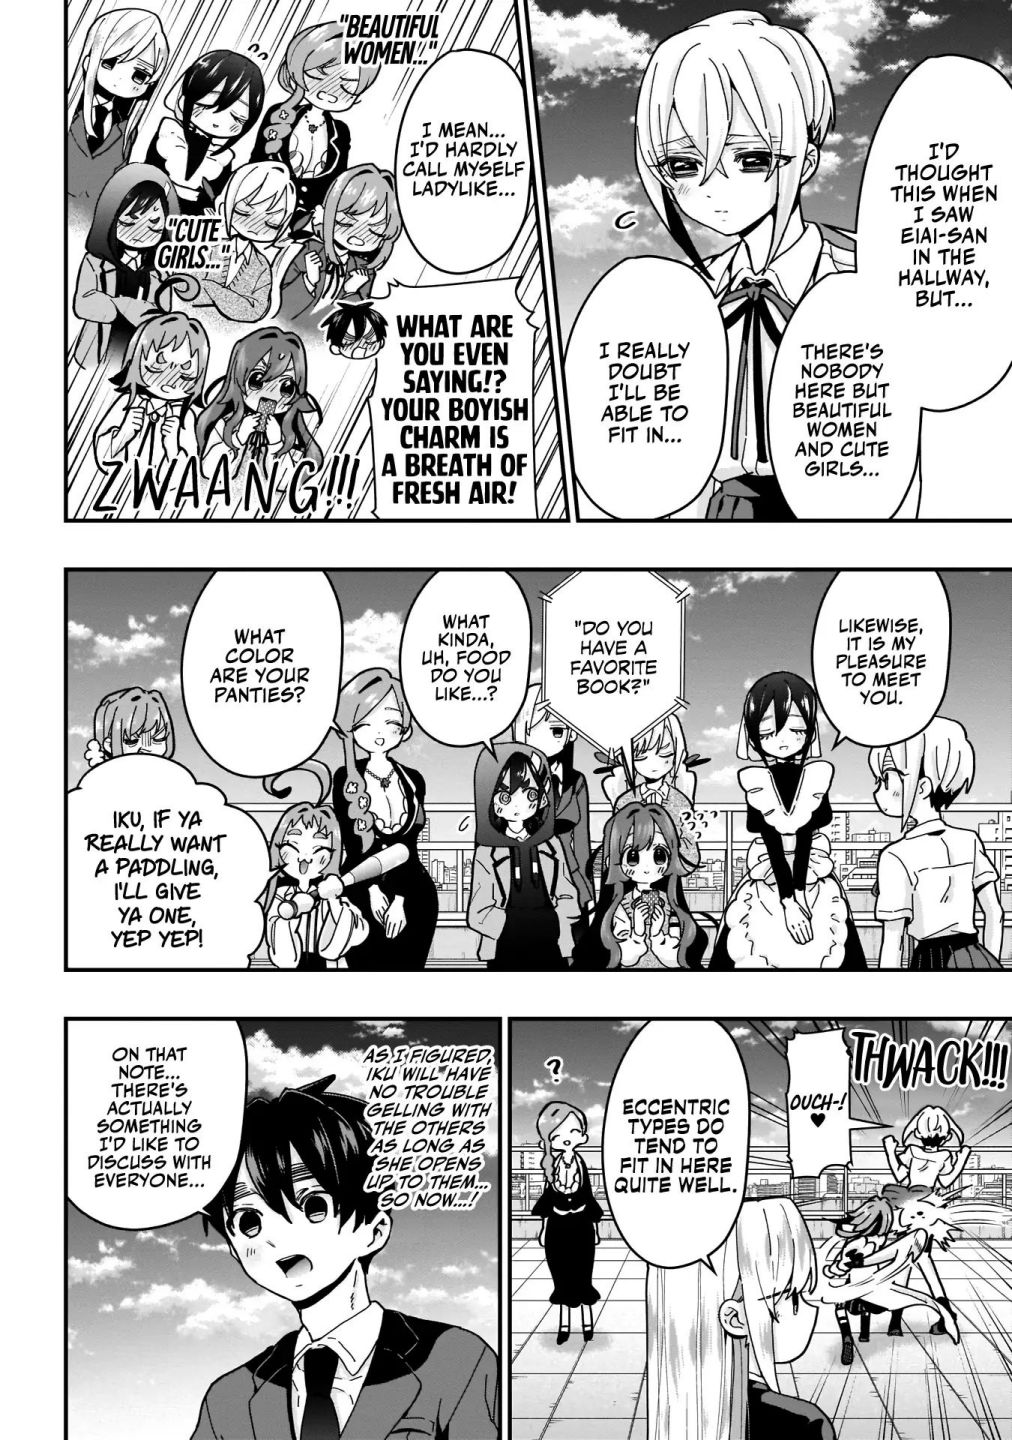 I'D
THOUGHT
THIS WHEN
I SAW
EIAI-SAN
IN THE
HALLWAY,
BUT...
THERE'S
NOBODY
HERE BUT
BEAUTIFUL
WOMEN
AND CUTE
GIRLS...
I REALLY
DOUBT
I'LL BE
ABLE TO
FIT IN...
"BEAUTIFUL
WOMEN..."
I MEAN...
I'D HARDLY
CALL MYSELF
LADYLIKE...
"CUTE
GIRLS..."
WHAT ARE
YOU EVEN
SAYING!?
YOUR BOYISH
CHARM IS
A BREATH OF
FRESH AIR!
ZWAANG!!!
LIKEWISE,
IT IS MY
PLEASURE
TO MEET
YOU.
"DO YOU
HAVE A
FAVORITE
BOOK?"
WHAT
KINDA,
UH, FOOD
DO YOU
LIKE...?
WHAT
COLOR
ARE YOUR
PANTIES?
IKU, IF YA
REALLY WANT
A PADDLING,
I'LL GIVE
YA ONE,
YEP YEP!
THWACK!!!
OUCH-!
♥
ECCENTRIC
TYPES DO
TEND TO
FIT IN HERE
QUITE WELL.
?
AS I FIGURED,
IKU WILL HAVE
NO TROUBLE
GELLING WITH
THE OTHERS
AS LONG AS
SHE OPENS
UP TO THEM...
SO NOW...!
ON THAT
NOTE...
THERE'S
ACTUALLY
SOMETHING
I'D LIKE TO
DISCUSS WITH
EVERYONE...